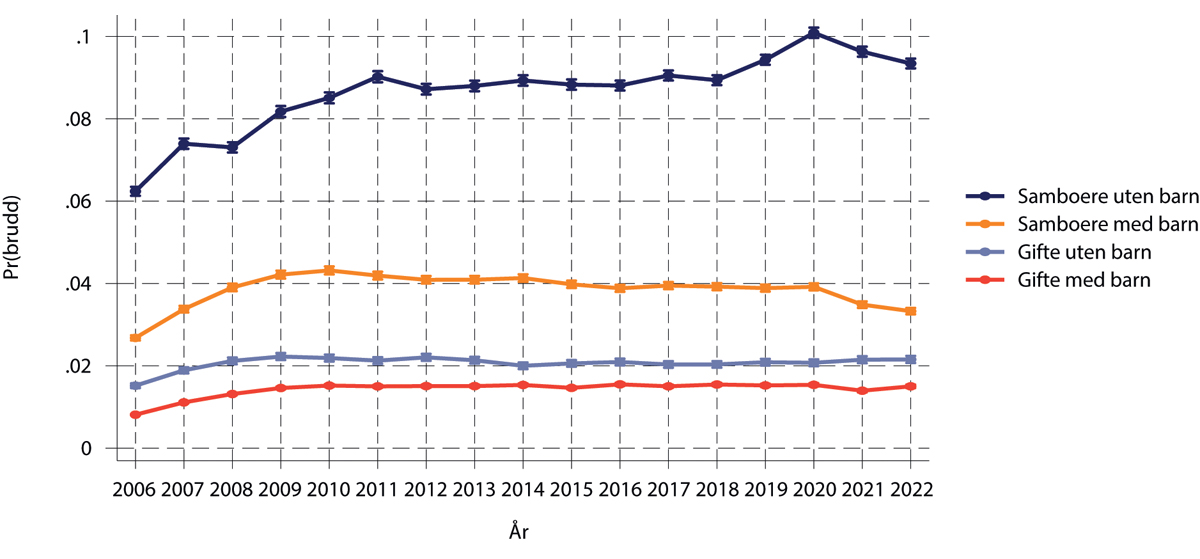 Pr(brudd)
.1
.08
.06
.04
.02
0
2006 2007 2008 2009 2010 2011 2012 2013 2014 2015 2016 2017 2018 2019 2020 2021 2022
År
Samboere uten barn
Samboere med barn
Gifte uten barn
Gifte med barn